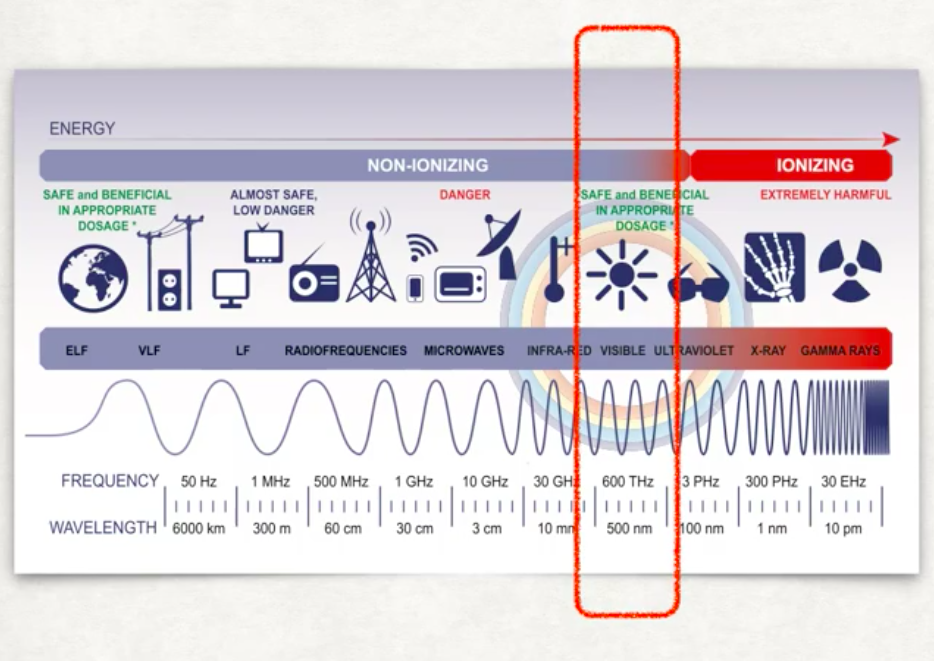 ENERGY
NON-IONIZING IONIZING
SAFE and BENEFICIAL
IN APPROPRIATE
DOSAGE *
ALMOST SAFE,
LOW DANGER
DANGER
SAFE and BENEFICIAL
IN APPROPRIATE
DOSAGE *
EXTREMELY HARMFUL
ELF VLF LF RADIOFREQUENCIES MICROWAVES INFRA-RED VISIBLE ULTRAVIOLET X-RAY GAMMA RAYS
FREQUENCY 50 Hz 1 MHz 500 MHz 1 GHz 10 GHz 30 GHz 600 THz 3 PHz 300 PHz 30 EHz
WAVELENGTH 6000 km 300 m 60 cm 30 cm 3 cm 10 mm 500 nm 100 nm 1 nm 10 pm